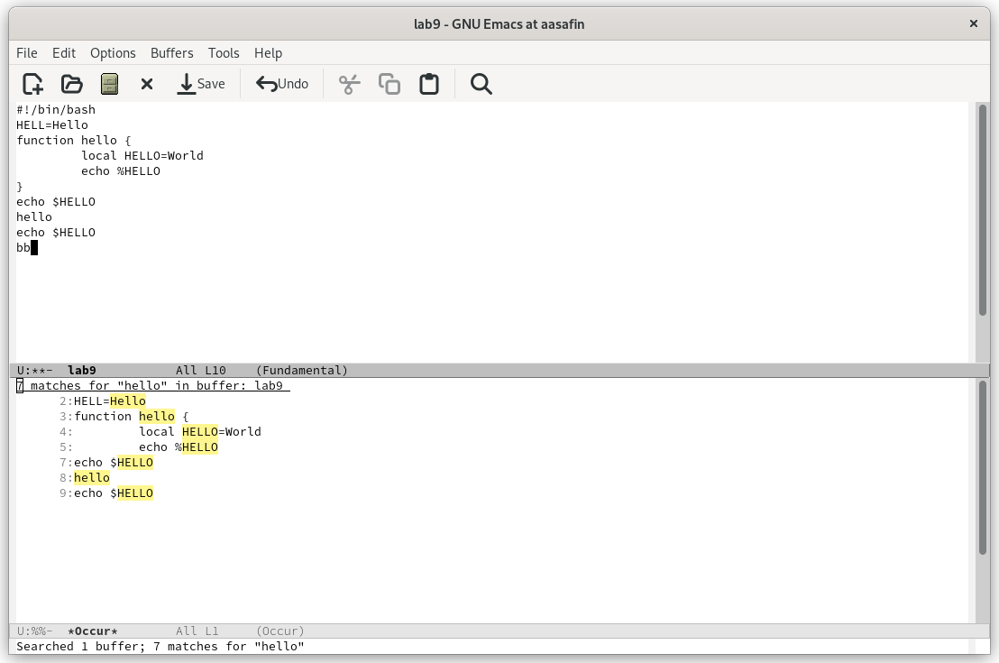 lab9 - GNU Emacs at aasafin
File Edit Options Buffers Tools Help
Save Undo
#!/bin/bash
HELL=Hello
function hello {
local HELLO=World
echo %HELLO
}
echo $HELLO
hello
echo $HELLO
bb
U:**- lab9 All L10 (Fundamental)
7 matches for "hello" in buffer: lab9
2:HELL=Hello
3:function hello {
4: local HELLO=World
5: echo %HELLO
7:echo $HELLO
8:hello
9:echo $HELLO
U:%%- *Occur* All L1 (Occur)
Searched 1 buffer; 7 matches for "hello"